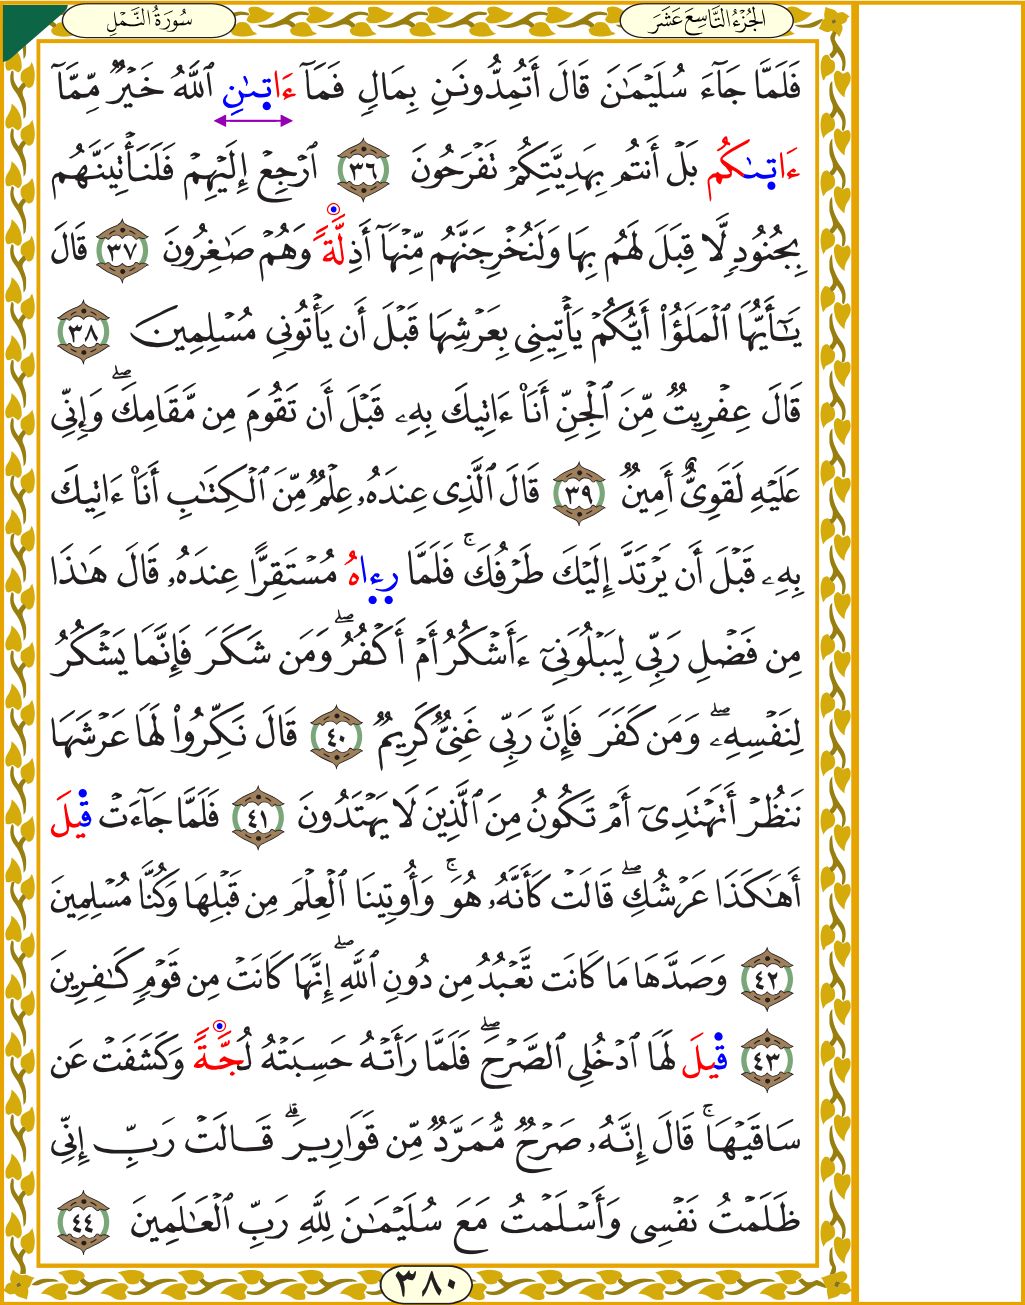 الجُزْءُ التَّاسِعَ عَشَرَ
سُورَةُ النَّمْلِ
فَلَمَّا جَآءَ سُلَيْمَٰنَ قَالَ أَتُمِدُّونَنِ بِمَالٍ فَمَآ ءَاتىٰنِ ٱللَّهُ خَيْرٌ مِّمَّآ
ءَاتىٰكُم بَلْ أَنتُم بِهَدِيَّتِكُمْ تَفْرَحُونَ ٣٦ ٱرْجِعْ إِلَيْهِمْ فَلَنَأْتِيَنَّهُم
بِجُنُودٍ لَّا قِبَلَ لَهُم بِهَا وَلَنُخْرِجَنَّهُم مِّنْهَآ أَذِلَّةً وَهُمْ صَٰغِرُونَ ٣٧ قَالَ
يَٰٓأَيُّهَا ٱلْمَلَؤُا۟ أَيُّكُمْ يَأْتِينِى بِعَرْشِهَا قَبْلَ أَن يَأْتُونِى مُسْلِمِينَ ٣٨
قَالَ عِفْرِيتٌ مِّنَ ٱلْجِنِّ أَنَا۠ ءَاتِيكَ بِهِۦ قَبْلَ أَن تَقُومَ مِن مَّقَامِكَ ۖ وَإِنِّى
عَلَيْهِ لَقَوِىٌّ أَمِينٌ ٣٩ قَالَ ٱلَّذِى عِندَهُۥ عِلْمٌ مِّنَ ٱلْكِتَٰبِ أَنَا۠ ءَاتِيكَ
بِهِۦ قَبْلَ أَن يَرْتَدَّ إِلَيْكَ طَرْفُكَ ۚ فَلَمَّا رِءِاهُ مُسْتَقِرًّا عِندَهُۥ قَالَ هَٰذَا
مِن فَضْلِ رَبِّى لِيَبْلُوَنِىٓ ءَأَشْكُرُ أَمْ أَكْفُرُ ۖ وَمَن شَكَرَ فَإِنَّمَا يَشْكُرُ
لِنَفْسِهِۦ ۖ وَمَن كَفَرَ فَإِنَّ رَبِّى غَنِىٌّ كَرِيمٌ ٤٠ قَالَ نَكِّرُوا۟ لَهَا عَرْشَهَا
نَنظُرْ أَتَهْتَدِىٓ أَمْ تَكُونُ مِنَ ٱلَّذِينَ لَا يَهْتَدُونَ ٤١ فَلَمَّا جَآءَتْ قِيلَ
أَهَٰكَذَا عَرْشُكِ ۖ قَالَتْ كَأَنَّهُۥ هُوَ ۚ وَأُوتِينَا ٱلْعِلْمَ مِن قَبْلِهَا وَكُنَّا مُسْلِمِينَ
٤٢ وَصَدَّهَا مَا كَانَت تَّعْبُدُ مِن دُونِ ٱللَّهِ ۖ إِنَّهَا كَانَتْ مِن قَوْمٍ كَٰفِرِينَ
٤٣ قِيلَ لَهَا ٱدْخُلِى ٱلصَّرْحَ ۖ فَلَمَّا رَأَتْهُ حَسِبَتْهُ لُجَّةً وَكَشَفَتْ عَن
سَاقَيْهَا ۚ قَالَ إِنَّهُۥ صَرْحٌ مُّمَرَّدٌ مِّن قَوَارِيرَ ۗ قَالَتْ رَبِّ إِنِّى
ظَلَمْتُ نَفْسِى وَأَسْلَمْتُ مَعَ سُلَيْمَٰنَ لِلَّهِ رَبِّ ٱلْعَٰلَمِينَ ٤٤
٣٨٠